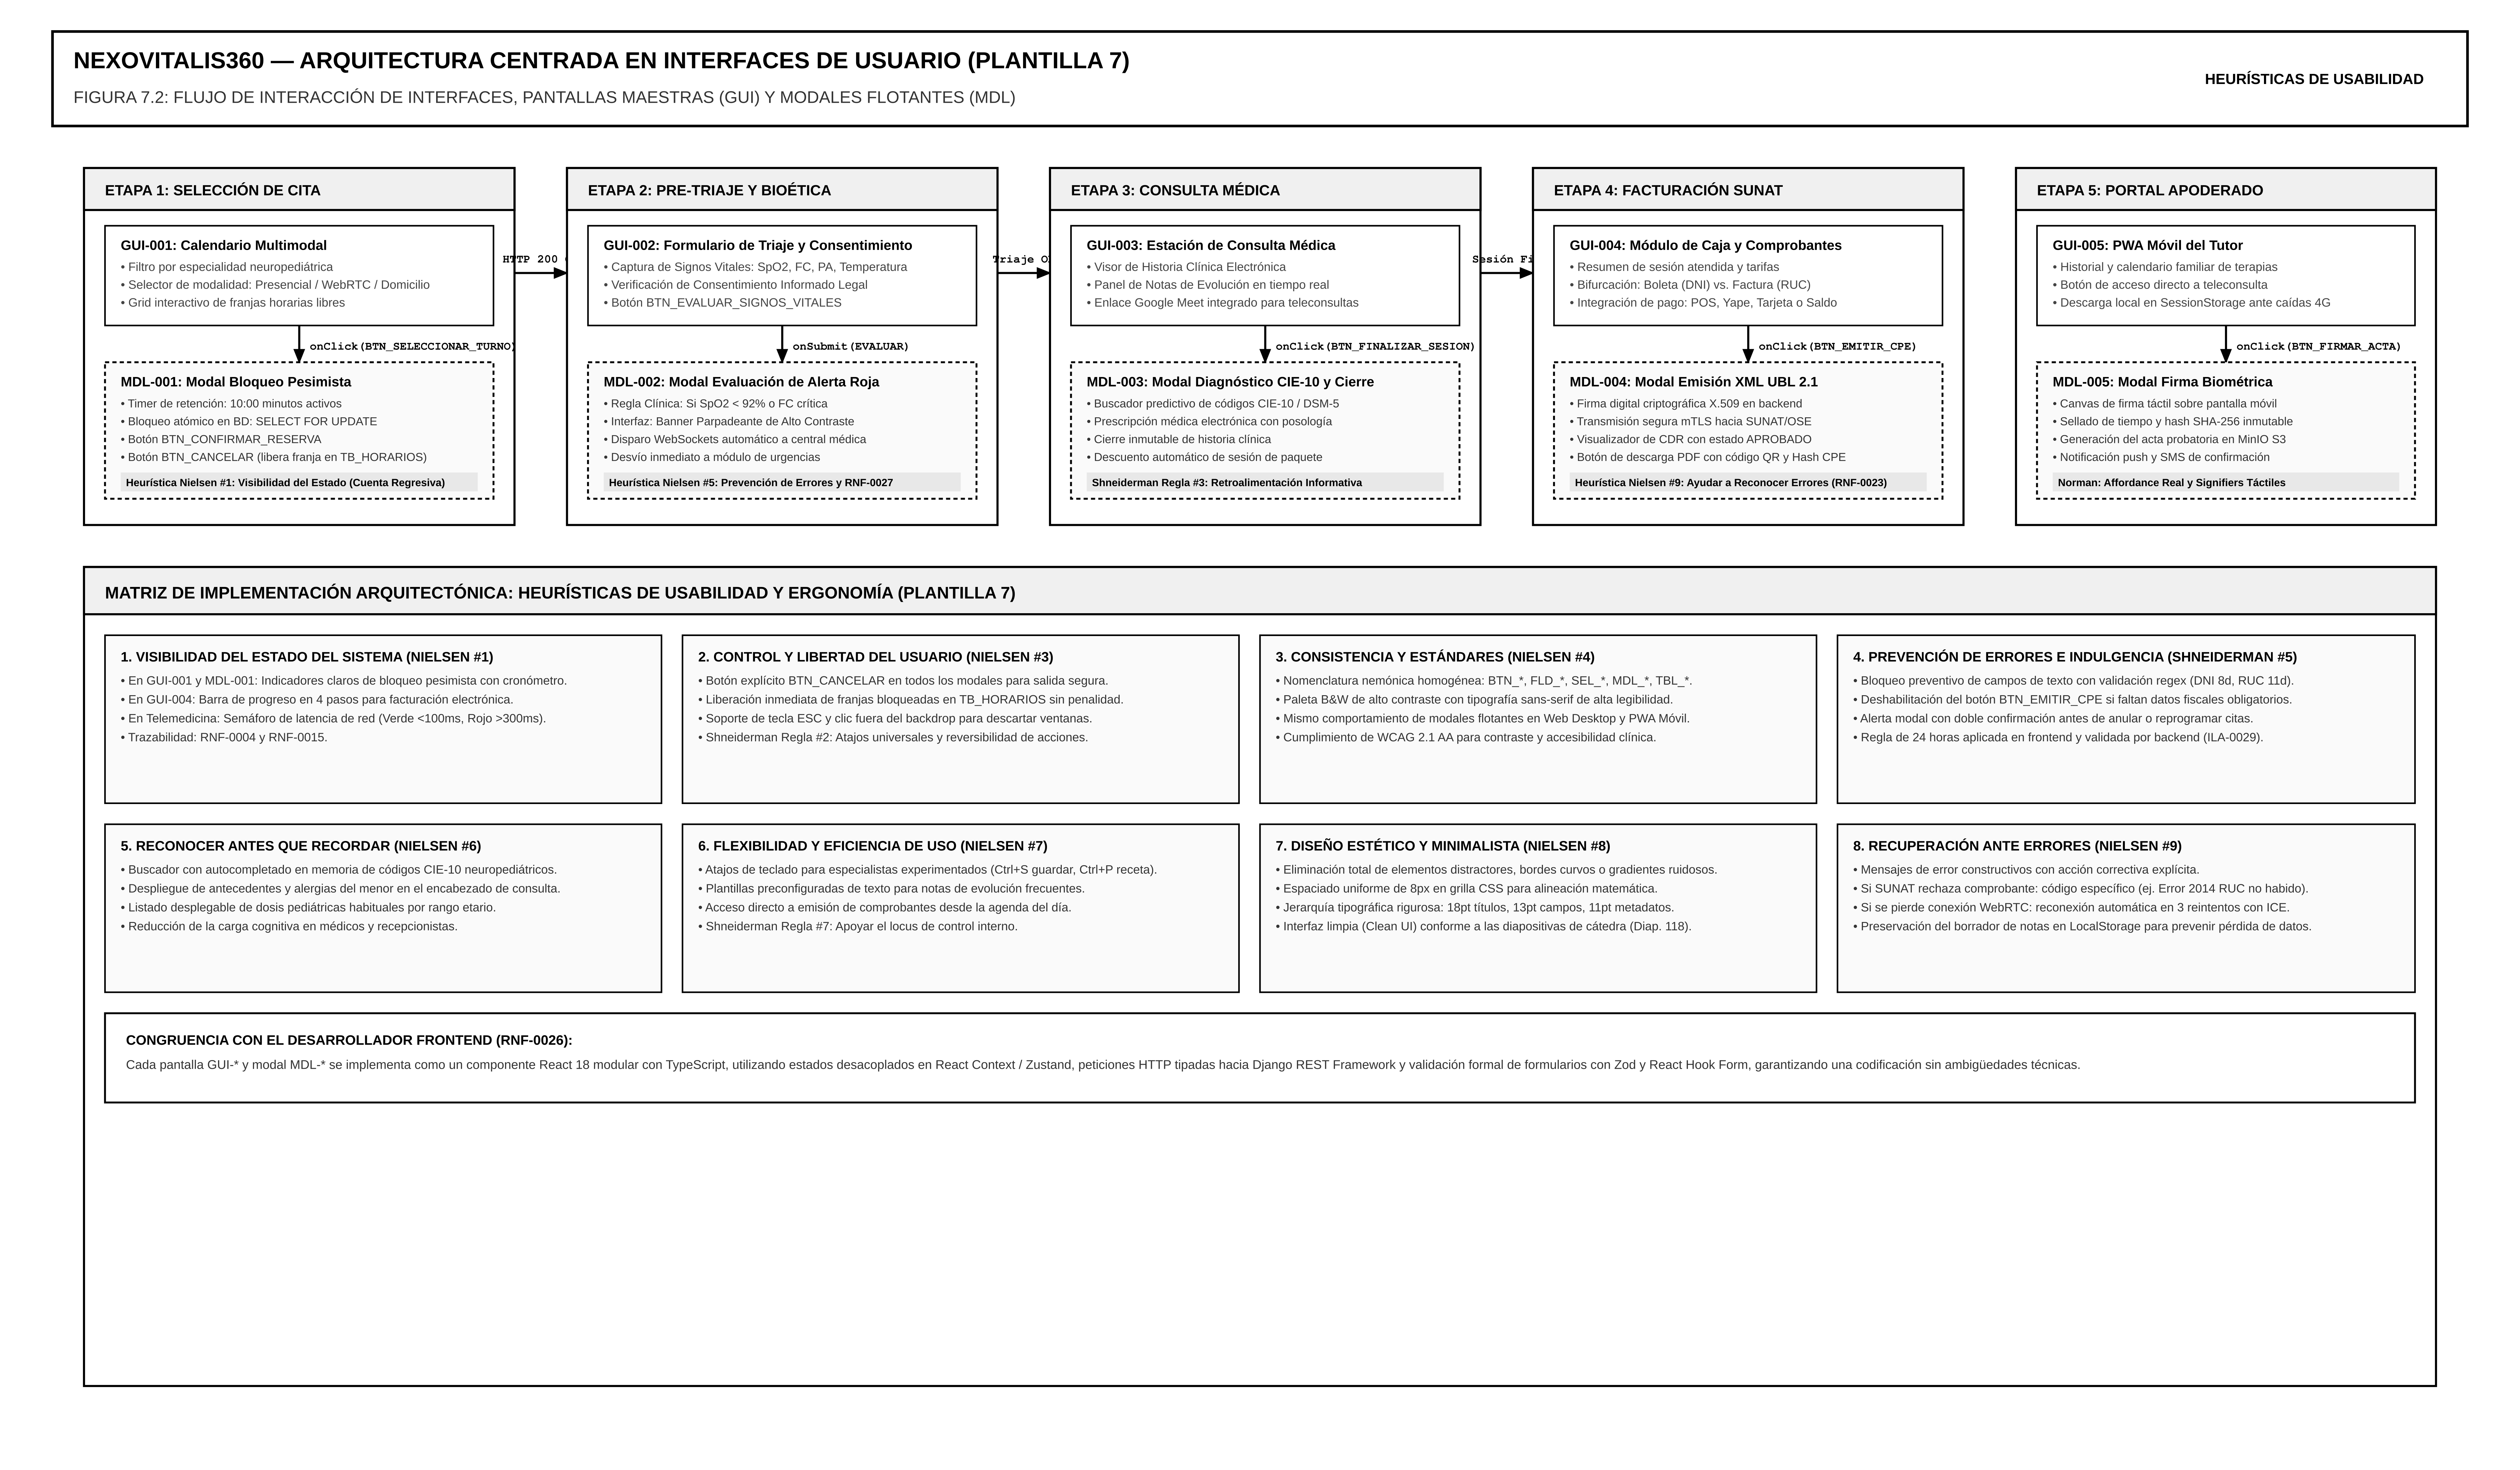 NEXOVITALIS360 — ARQUITECTURA CENTRADA EN INTERFACES DE USUARIO (PLANTILLA 7)
FIGURA 7.2: FLUJO DE INTERACCIÓN DE INTERFACES, PANTALLAS MAESTRAS (GUI) Y MODALES FLOTANTES (MDL)
HEURÍSTICAS DE USABILIDAD
ETAPA 1: SELECCIÓN DE CITA
GUI-001: Calendario Multimodal
• Filtro por especialidad neuropediátrica
• Selector de modalidad: Presencial / WebRTC / Domicilio
• Grid interactivo de franjas horarias libres
onClick(BTN_SELECCIONAR_TURNO)
MDL-001: Modal Bloqueo Pesimista
• Timer de retención: 10:00 minutos activos
• Bloqueo atómico en BD: SELECT FOR UPDATE
• Botón BTN_CONFIRMAR_RESERVA
• Botón BTN_CANCELAR (libera franja en TB_HORARIOS)
Heurística Nielsen #1: Visibilidad del Estado (Cuenta Regresiva)
HTTP 200
ETAPA 2: PRE-TRIAJE Y BIOÉTICA
GUI-002: Formulario de Triaje y Consentimiento
• Captura de Signos Vitales: SpO2, FC, PA, Temperatura
• Verificación de Consentimiento Informado Legal
• Botón BTN_EVALUAR_SIGNOS_VITALES
onSubmit(EVALUAR)
MDL-002: Modal Evaluación de Alerta Roja
• Regla Clínica: Si SpO2 < 92% o FC crítica
• Interfaz: Banner Parpadeante de Alto Contraste
• Disparo WebSockets automático a central médica
• Desvío inmediato a módulo de urgencias
Heurística Nielsen #5: Prevención de Errores y RNF-0027
Triaje
ETAPA 3: CONSULTA MÉDICA
GUI-003: Estación de Consulta Médica
• Visor de Historia Clínica Electrónica
• Panel de Notas de Evolución en tiempo real
• Enlace Google Meet integrado para teleconsultas
onClick(BTN_FINALIZAR_SESION)
MDL-003: Modal Diagnóstico CIE-10 y Cierre
• Buscador predictivo de códigos CIE-10 / DSM-5
• Prescripción médica electrónica con posología
• Cierre inmutable de historia clínica
• Descuento automático de sesión de paquete
Shneiderman Regla #3: Retroalimentación Informativa
Sesión
ETAPA 4: FACTURACIÓN SUNAT
GUI-004: Módulo de Caja y Comprobantes
• Resumen de sesión atendida y tarifas
• Bifurcación: Boleta (DNI) vs. Factura (RUC)
• Integración de pago: POS, Yape, Tarjeta o Saldo
onClick(BTN_EMITIR_CPE)
MDL-004: Modal Emisión XML UBL 2.1
• Firma digital criptográfica X.509 en backend
• Transmisión segura mTLS hacia SUNAT/OSE
• Visualizador de CDR con estado APROBADO
• Botón de descarga PDF con código QR y Hash CPE
Heurística Nielsen #9: Ayudar a Reconocer Errores (RNF-0023)
ETAPA 5: PORTAL APODERADO
GUI-005: PWA Móvil del Tutor
• Historial y calendario familiar de terapias
• Botón de acceso directo a teleconsulta
• Descarga local en SessionStorage ante caídas 4G
onClick(BTN_FIRMAR_ACTA)
MDL-005: Modal Firma Biométrica
• Canvas de firma táctil sobre pantalla móvil
• Sellado de tiempo y hash SHA-256 inmutable
• Generación del acta probatoria en MinIO S3
• Notificación push y SMS de confirmación
Norman: Affordance Real y Signifiers Táctiles
MATRIZ DE IMPLEMENTACIÓN ARQUITECTÓNICA: HEURÍSTICAS DE USABILIDAD Y ERGONOMÍA (PLANTILLA 7)
1. VISIBILIDAD DEL ESTADO DEL SISTEMA (NIELSEN #1)
• En GUI-001 y MDL-001: Indicadores claros de bloqueo pesimista con cronómetro.
• En GUI-004: Barra de progreso en 4 pasos para facturación electrónica.
• En Telemedicina: Semáforo de latencia de red (Verde <100ms, Rojo >300ms).
• Trazabilidad: RNF-0004 y RNF-0015.
2. CONTROL Y LIBERTAD DEL USUARIO (NIELSEN #3)
• Botón explícito BTN_CANCELAR en todos los modales para salida segura.
• Liberación inmediata de franjas bloqueadas en TB_HORARIOS sin penalidad.
• Soporte de tecla ESC y clic fuera del backdrop para descartar ventanas.
• Shneiderman Regla #2: Atajos universales y reversibilidad de acciones.
3. CONSISTENCIA Y ESTÁNDARES (NIELSEN #4)
• Nomenclatura nemónica homogénea: BTN_*, FLD_*, SEL_*, MDL_*, TBL_*.
• Paleta B&W de alto contraste con tipografía sans-serif de alta legibilidad.
• Mismo comportamiento de modales flotantes en Web Desktop y PWA Móvil.
• Cumplimiento de WCAG 2.1 AA para contraste y accesibilidad clínica.
4. PREVENCIÓN DE ERRORES E INDULGENCIA (SHNEIDERMAN #5)
• Bloqueo preventivo de campos de texto con validación regex (DNI 8d, RUC 11d).
• Deshabilitación del botón BTN_EMITIR_CPE si faltan datos fiscales obligatorios.
• Alerta modal con doble confirmación antes de anular o reprogramar citas.
• Regla de 24 horas aplicada en frontend y validada por backend (ILA-0029).
5. RECONOCER ANTES QUE RECORDAR (NIELSEN #6)
• Buscador con autocompletado en memoria de códigos CIE-10 neuropediátricos.
• Despliegue de antecedentes y alergias del menor en el encabezado de consulta.
• Listado desplegable de dosis pediátricas habituales por rango etario.
• Reducción de la carga cognitiva en médicos y recepcionistas.
6. FLEXIBILIDAD Y EFICIENCIA DE USO (NIELSEN #7)
• Atajos de teclado para especialistas experimentados (Ctrl+S guardar, Ctrl+P receta).
• Plantillas preconfiguradas de texto para notas de evolución frecuentes.
• Acceso directo a emisión de comprobantes desde la agenda del día.
• Shneiderman Regla #7: Apoyar el locus de control interno.
7. DISEÑO ESTÉTICO Y MINIMALISTA (NIELSEN #8)
• Eliminación total de elementos distractores, bordes curvos o gradientes ruidosos.
• Espaciado uniforme de 8px en grilla CSS para alineación matemática.
• Jerarquía tipográfica rigurosa: 18pt títulos, 13pt campos, 11pt metadatos.
• Interfaz limpia (Clean UI) conforme a las diapositivas de cátedra (Diap. 118).
8. RECUPERACIÓN ANTE ERRORES (NIELSEN #9)
• Mensajes de error constructivos con acción correctiva explícita.
• Si SUNAT rechaza comprobante: código específico (ej. Error 2014 RUC no habido).
• Si se pierde conexión WebRTC: reconexión automática en 3 reintentos con ICE.
• Preservación del borrador de notas en LocalStorage para prevenir pérdida de datos.
CONGRUENCIA CON EL DESARROLLADOR FRONTEND (RNF-0026):
Cada pantalla GUI-* y modal MDL-* se implementa como un componente React 18 modular con TypeScript, utilizando estados desacoplados en React Context / Zustand, peticiones HTTP tipadas hacia Django REST Framework y validación formal de formularios con Zod y React Hook Form, garantizando una codificación sin ambigüedades técnicas.